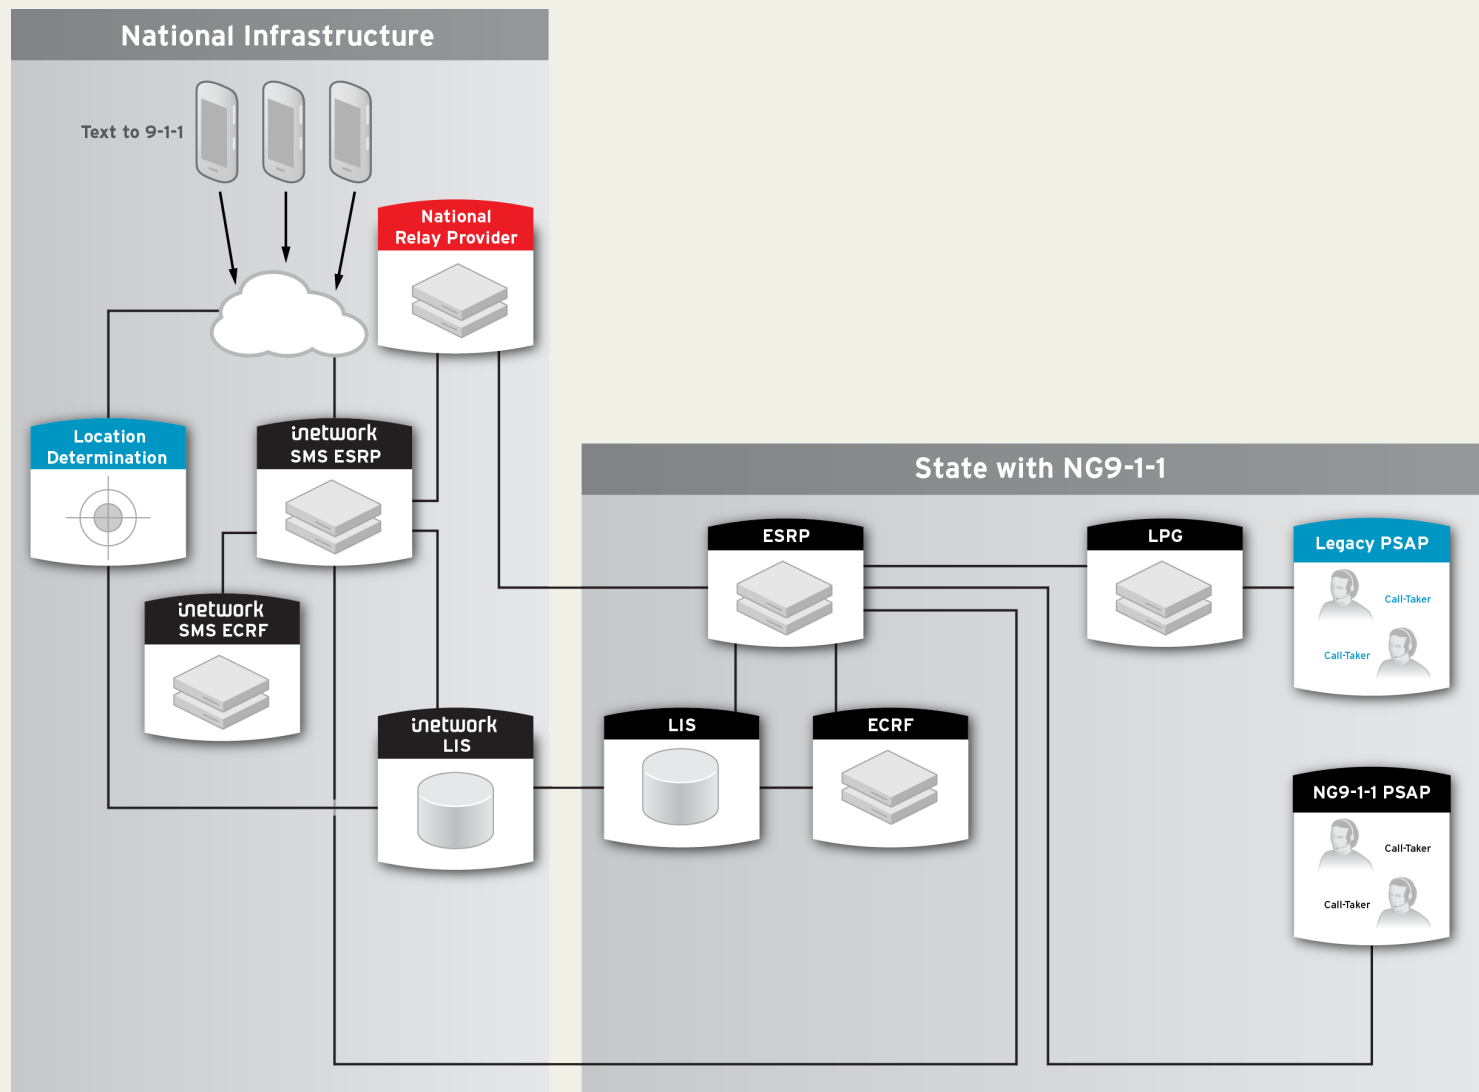 National Infrastructure
Text to 9-1-1
National
Relay Provider
Location
Determination
inetwork
SMS ESRP
inetwork
SMS ECRF
inetwork
LIS
State with NG9-1-1
ESRP
LPG
Legacy PSAP
Call-Taker
Call-Taker
LIS
ECRF
NG9-1-1 PSAP
Call-Taker
Call-Taker